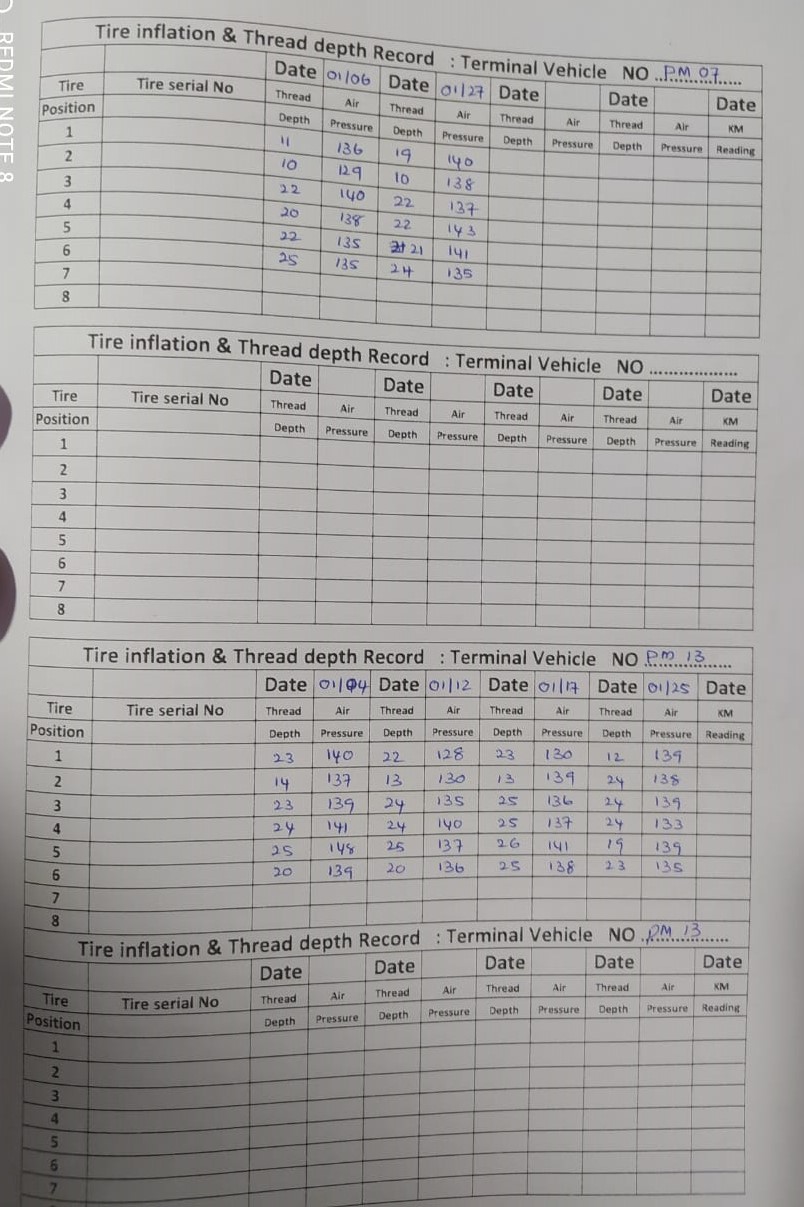 REDMI NOTE 8
Tire inflation & Thread depth Record : Terminal Vehicle NO ..PM 07.....
Date 01/06 Date 01/27 Date Date Date
Tire Tire serial No Thread Air Thread Air Thread Air Thread Air KM
Position Depth Pressure Depth Pressure Depth Pressure Depth Pressure Reading
1 11 136 19 140
2 10 129 10 138
3 22 140 22 137
4 20 138 22 143
5 22 135 21 141
6 25 135 24 135
7
8
Tire inflation & Thread depth Record : Terminal Vehicle NO ..................
Date Date Date Date Date
Tire Tire serial No Thread Air Thread Air Thread Air Thread Air KM
Position Depth Pressure Depth Pressure Depth Pressure Depth Pressure Reading
1
2
3
4
5
6
7
8
Tire inflation & Thread depth Record : Terminal Vehicle NO PM 13......
Date 01/04 Date 01/12 Date 01/17 Date 01/25 Date
Tire Tire serial No Thread Air Thread Air Thread Air Thread Air KM
Position Depth Pressure Depth Pressure Depth Pressure Depth Pressure Reading
1 23 140 22 128 23 130 12 139
2 14 137 13 130 13 139 24 138
3 23 139 24 135 25 136 24 139
4 24 141 24 140 25 137 24 133
5 25 148 25 137 26 141 19 139
6 20 139 20 136 25 138 23 135
7
8
Tire inflation & Thread depth Record : Terminal Vehicle NO .PM 13......
Date Date Date Date Date
Tire Tire serial No Thread Air Thread Air Thread Air Thread Air KM
Position Depth Pressure Depth Pressure Depth Pressure Depth Pressure Reading
1
2
3
4
5
6
7